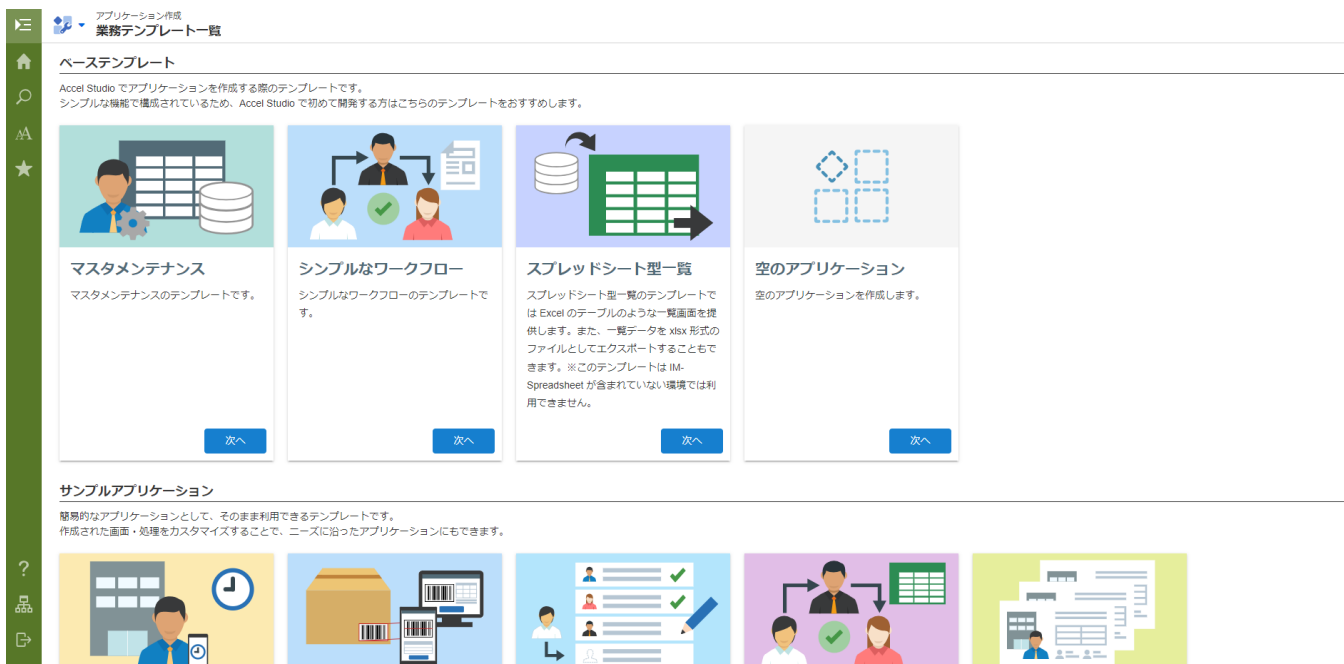 アプリケーション作成
業務テンプレート一覧
ベーステンプレート
Accel Studio でアプリケーションを作成する際のテンプレートです。
シンプルな機能で構成されているため、Accel Studio で初めて開発する方はこちらのテンプレートをおすすめします。
マスタメンテナンス
マスタメンテナンスのテンプレートです。
次へ
シンプルなワークフロー
シンプルなワークフローのテンプレートで
す。
次へ
スプレッドシート型一覧
スプレッドシート型一覧のテンプレートで
は Excel のテーブルのような一覧画面を提
供します。また、一覧データを xlsx 形式の
ファイルとしてエクスポートすることもで
きます。※このテンプレートは IM-
Spreadsheet が含まれていない環境では利
用できません。
次へ
空のアプリケーション
空のアプリケーションを作成します。
次へ
サンプルアプリケーション
簡易的なアプリケーションとして、そのまま利用できるテンプレートです。
作成された画面・処理をカスタマイズすることで、ニーズに沿ったアプリケーションにもできます。